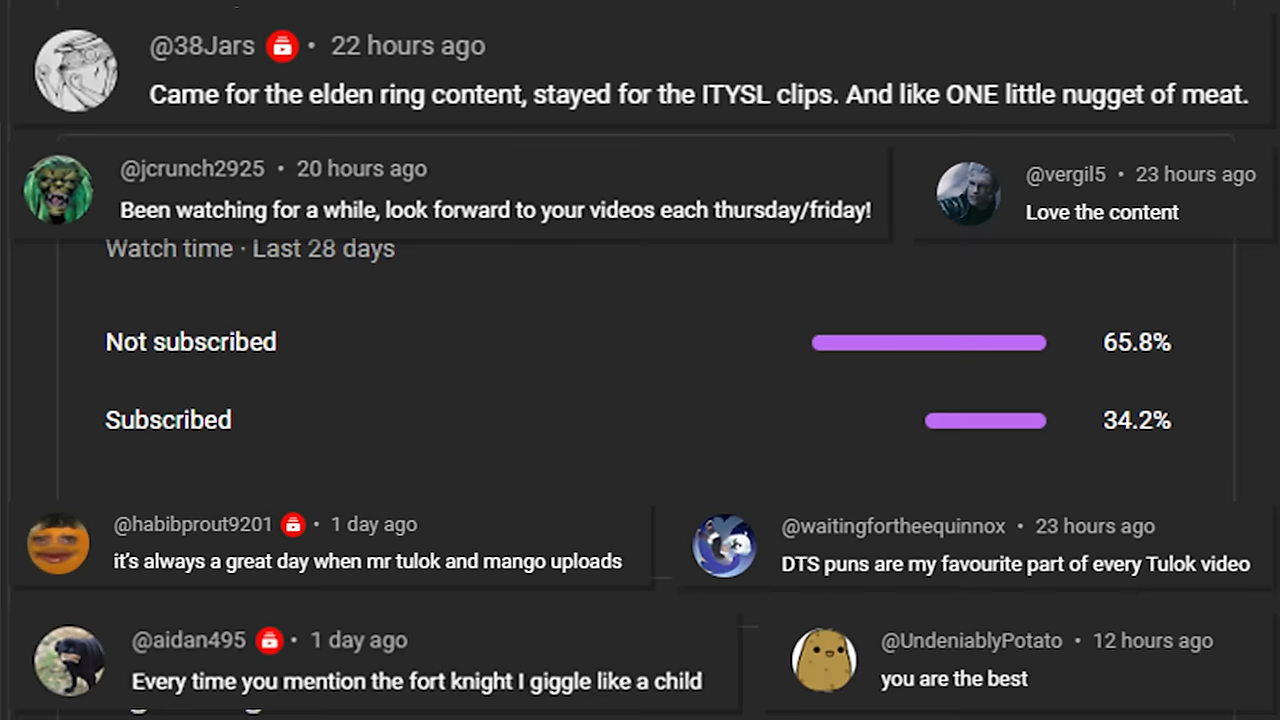 @38Jars • 22 hours ago
Came for the elden ring content, stayed for the ITYSL clips. And like ONE little nugget of meat.
@jcrunch2925 • 20 hours ago
Been watching for a while, look forward to your videos each thursday/friday!
@vergil5 • 23 hours ago
Love the content
Watch time · Last 28 days
Not subscribed 65.8%
Subscribed 34.2%
@habibprout9201 • 1 day ago
it's always a great day when mr tulok and mango uploads
@waitingfortheequinnox • 23 hours ago
DTS puns are my favourite part of every Tulok video
@aidan495 • 1 day ago
Every time you mention the fort knight I giggle like a child
@UndeniablyPotato • 12 hours ago
you are the best